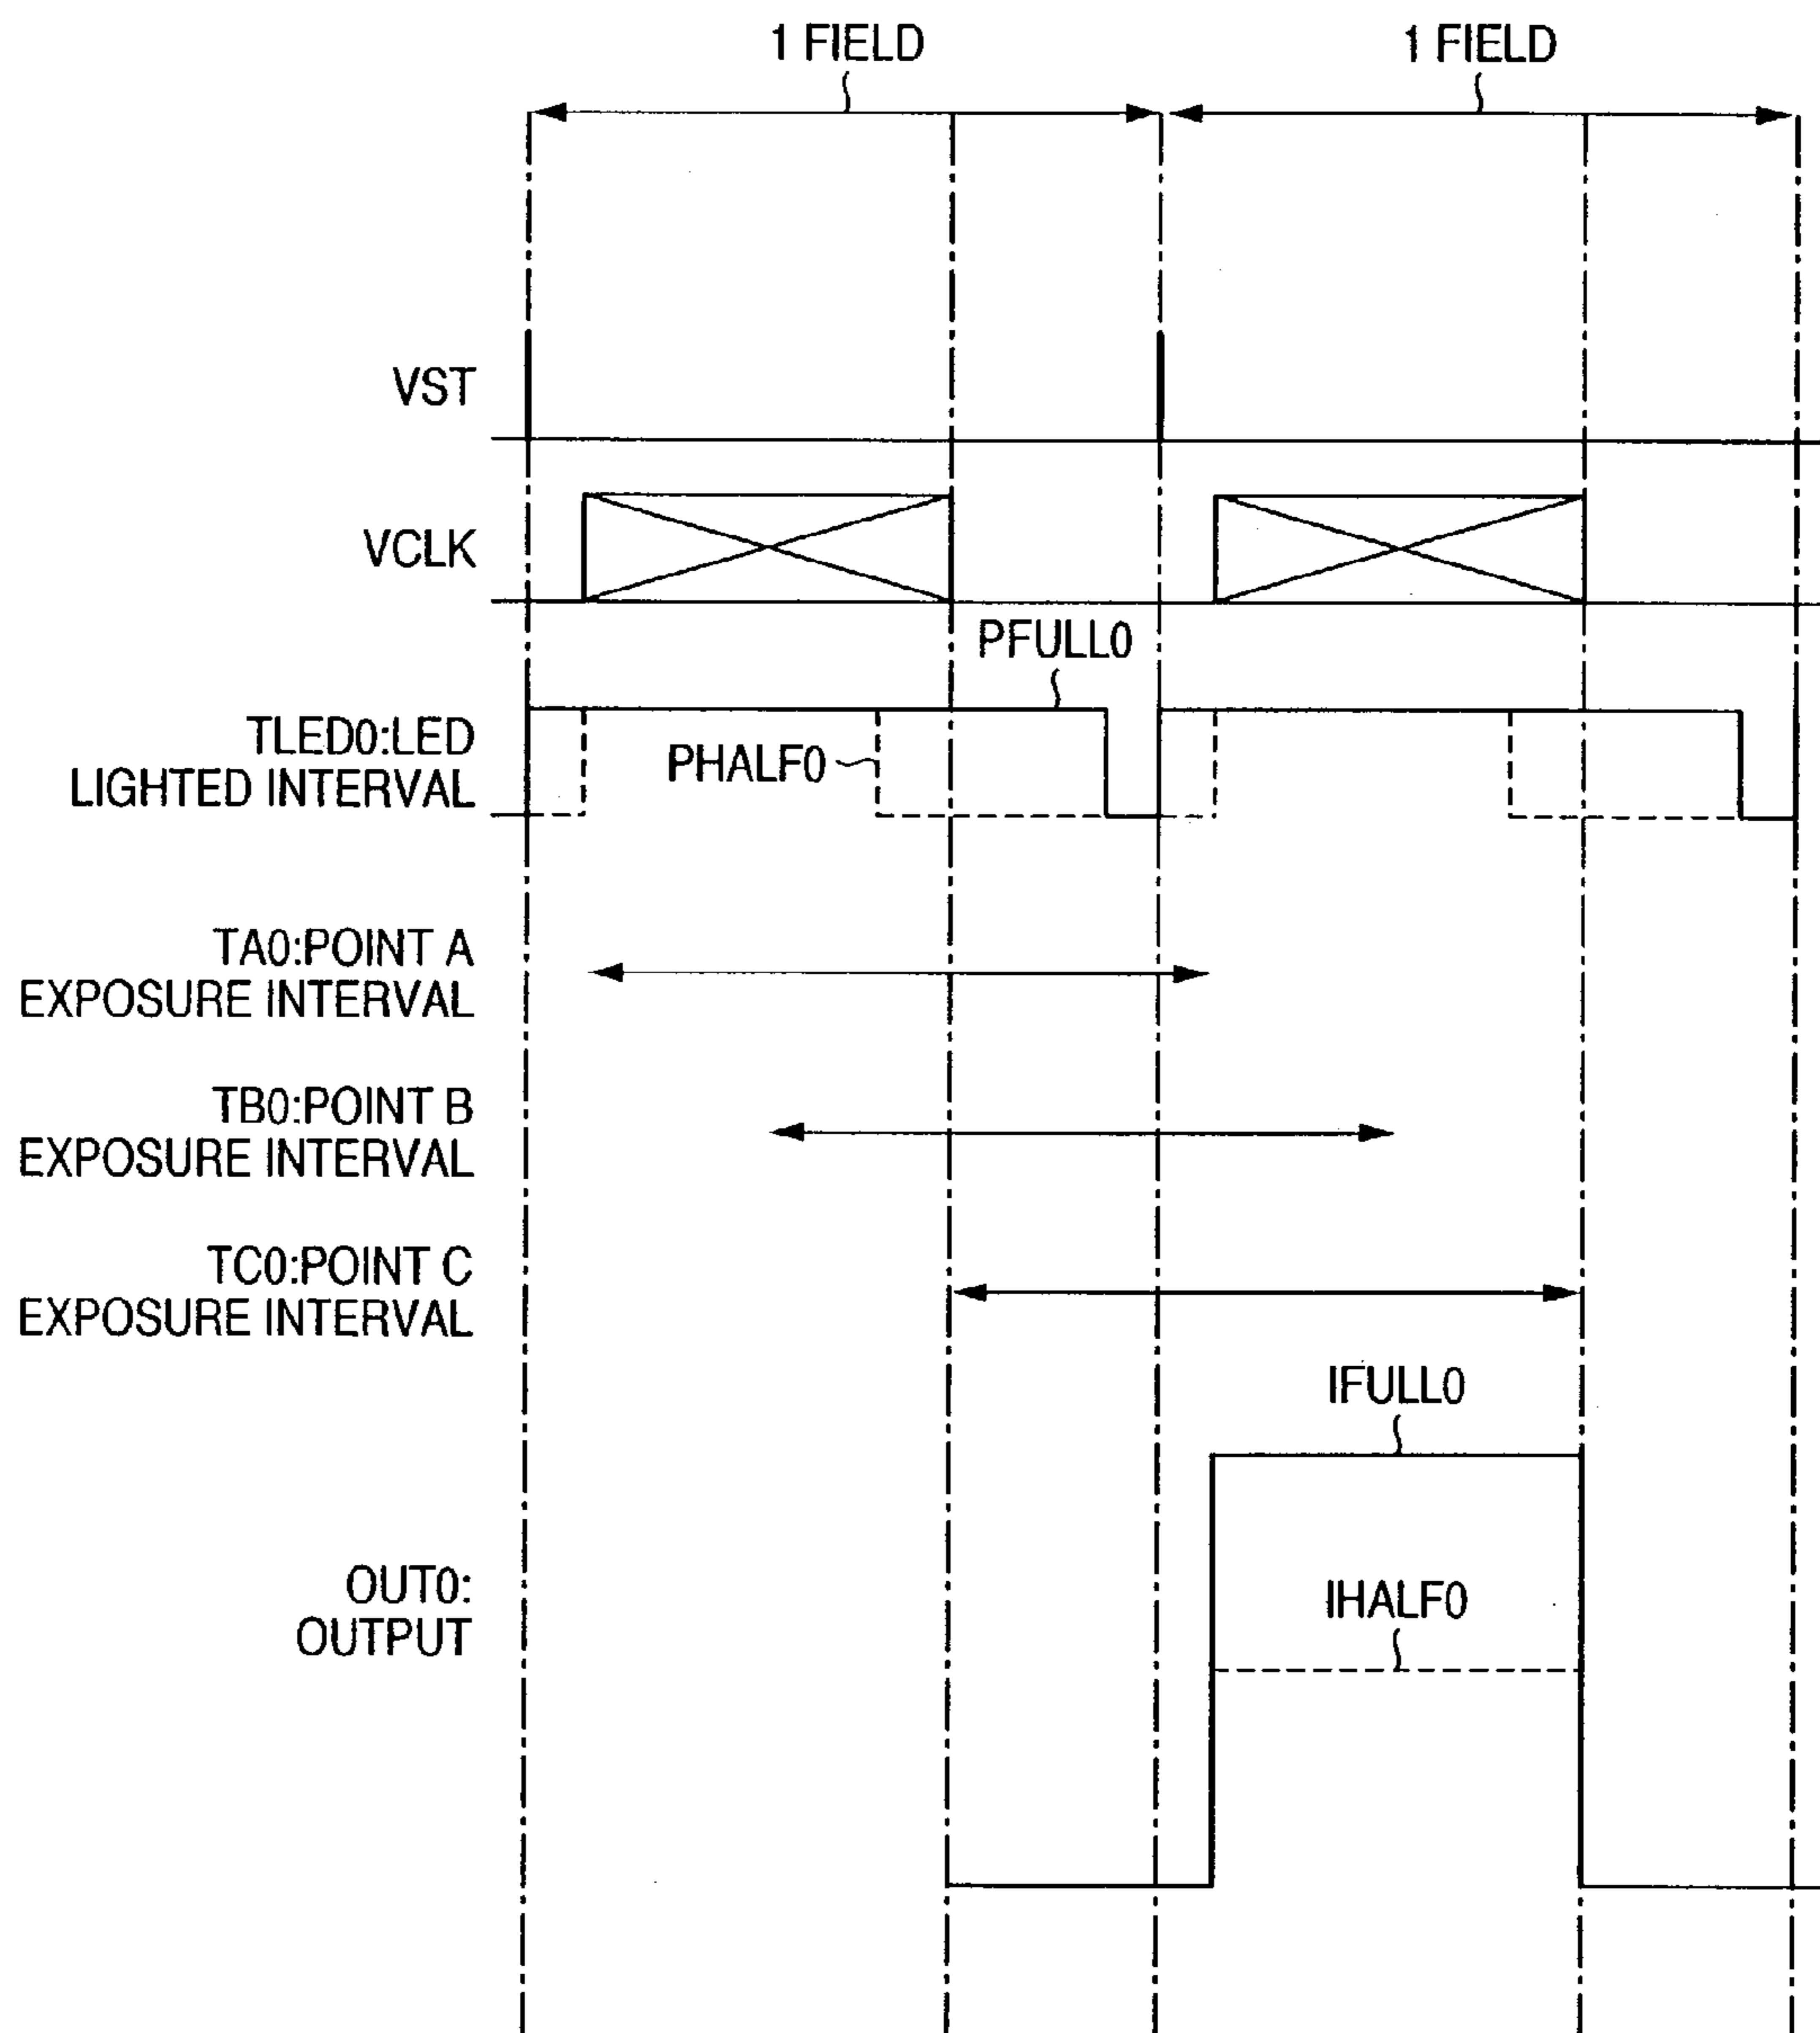 1 FIELD
1 FIELD
VST
VCLK
PFULL0
TLED0:LED
LIGHTED INTERVAL
PHALF0
TA0:POINT A
EXPOSURE INTERVAL
TB0:POINT B
EXPOSURE INTERVAL
TC0:POINT C
EXPOSURE INTERVAL
IFULL0
OUT0:
OUTPUT
IHALF0